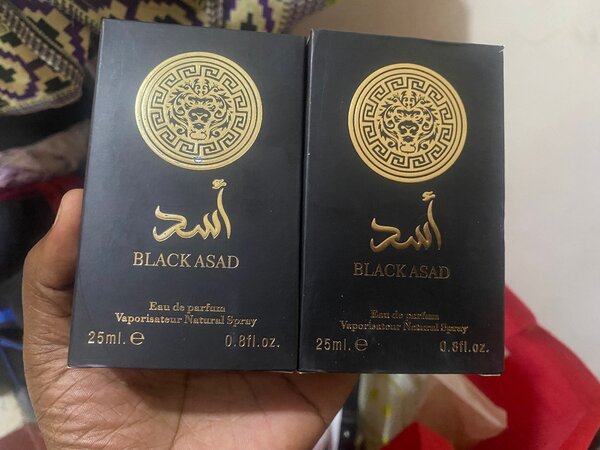 أسد
BLACK ASAD
Eau de parfum
Vaporisateur Natural Spray
25ml. e 0.8fl.oz.
أسد
BLACK ASAD
Eau de parfum
Vaporisateur Natural Spray
25ml. e 0.8fl.oz.